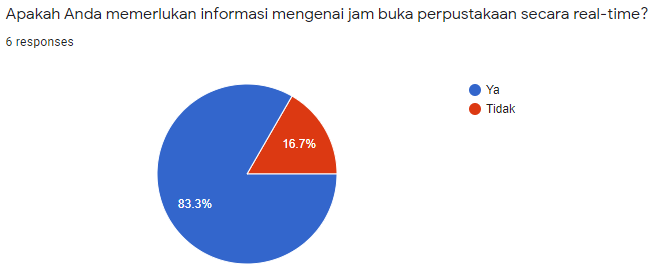 Apakah Anda memerlukan informasi mengenai jam buka perpustakaan secara real-time?
6 responses
Ya
Tidak
16.7%
83.3%